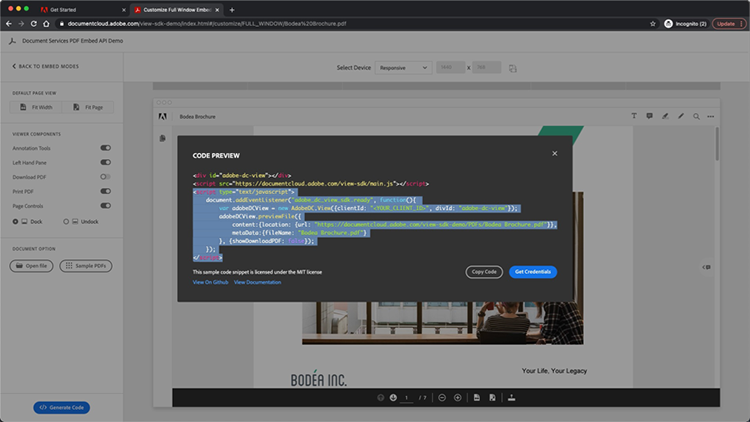 Get Started
Customize Full Window Embed
documentcloud.adobe.com/view-sdk-demo/index.html#/customize/FULL_WINDOW/Bodea%20Brochure.pdf
Incognito (2)
Update
Document Services PDF Embed API Demo
BACK TO EMBED MODES
Select Device
Responsive
x
DEFAULT PAGE VIEW
Fit Width
Fit Page
VIEWER COMPONENTS
Annotation Tools
Left Hand Pane
Download PDF
Print PDF
Page Controls
Dock
Undock
DOCUMENT OPTION
Open file
Sample PDFs
Generate Code
Bodea Brochure
CODE PREVIEW
<div id="adobe-dc-view"></div>
<script src="https://documentcloud.adobe.com/view-sdk/main.js"></script>
<script type="text/javascript">
document.addEventListener("adobe_dc_view_sdk.ready", function(){
var adobeDCView = new AdobeDC.View({clientId: "<YOUR_CLIENT_ID>", divId: "adobe-dc-view"});
adobeDCView.previewFile({
content:{location: {url: "https://documentcloud.adobe.com/view-sdk-demo/PDFs/Bodea Brochure.pdf"}},
metaData:{fileName: "Bodea Brochure.pdf"}
}, {showDownloadPDF: false});
});
</script>
This sample code snippet is licensed under the MIT license
View On Github
View Documentation
Copy Code
Get Credentials
BODÉA INC.
Your Life, Your Legacy
1 / 7